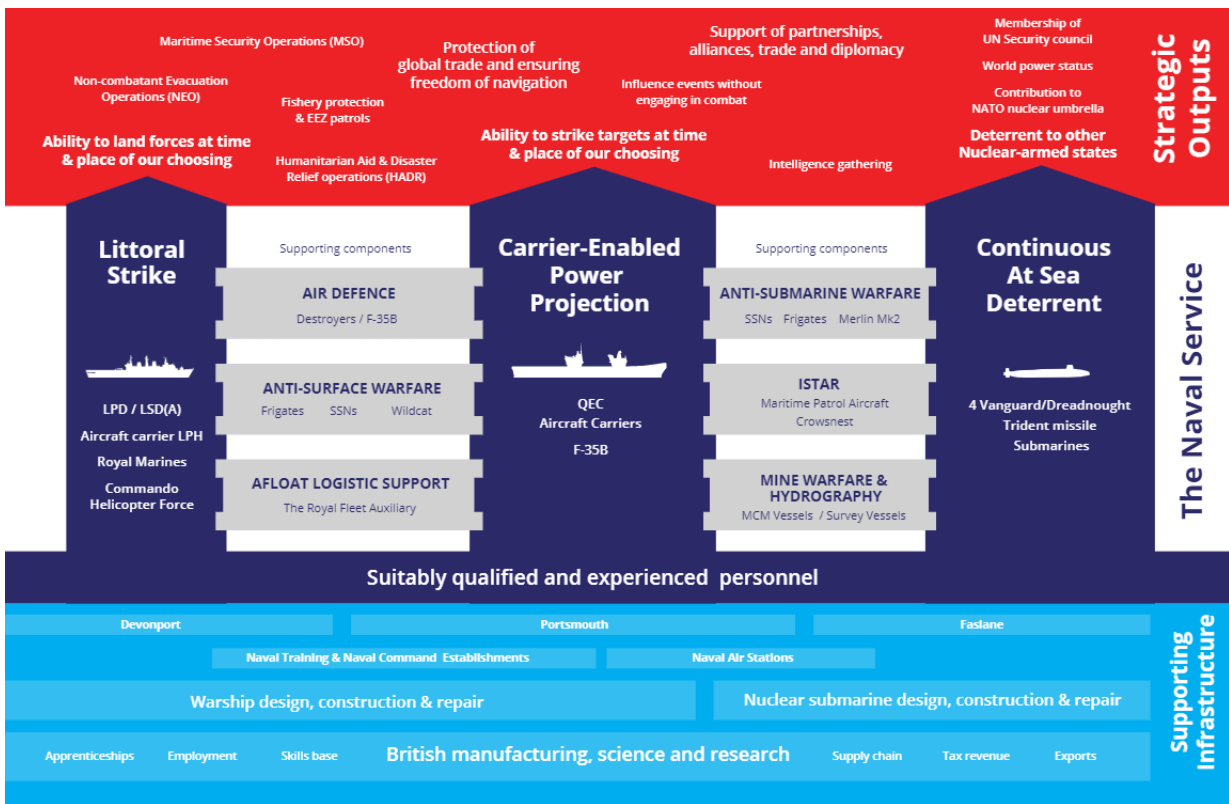 Maritime Security Operations (MSO)
Non-combatant Evacuation
Operations (NEO)
Fishery protection
& EEZ patrols
Protection of
global trade and ensuring
freedom of navigation
Support of partnerships,
alliances, trade and diplomacy
Influence events without
engaging in combat
Membership of
UN Security council
World power status
Contribution to
NATO nuclear umbrella
Ability to land forces at time
& place of our choosing
Humanitarian Aid & Disaster
Relief operations (HADR)
Ability to strike targets at time
& place of our choosing
Intelligence gathering
Deterrent to other
Nuclear-armed states
Strategic
Outputs
Littoral
Strike
LPD / LSD(A)
Aircraft carrier LPH
Royal Marines
Commando
Helicopter Force
Supporting components
AIR DEFENCE
Destroyers / F-35B
ANTI-SURFACE WARFARE
Frigates SSNs Wildcat
AFLOAT LOGISTIC SUPPORT
The Royal Fleet Auxiliary
Carrier-Enabled
Power
Projection
QEC
Aircraft Carriers
F-35B
Supporting components
ANTI-SUBMARINE WARFARE
SSNs Frigates Merlin Mk2
ISTAR
Maritime Patrol Aircraft
Crowsnest
MINE WARFARE &
HYDROGRAPHY
MCM Vessels / Survey Vessels
Continuous
At Sea
Deterrent
4 Vanguard/Dreadnought
Trident missile
Submarines
The Naval Service
Suitably qualified and experienced personnel
Devonport
Portsmouth
Faslane
Naval Training & Naval Command Establishments
Naval Air Stations
Warship design, construction & repair
Nuclear submarine design, construction & repair
Apprenticeships
Employment
Skills base
British manufacturing, science and research
Supply chain
Tax revenue
Exports
Supporting
Infrastructure